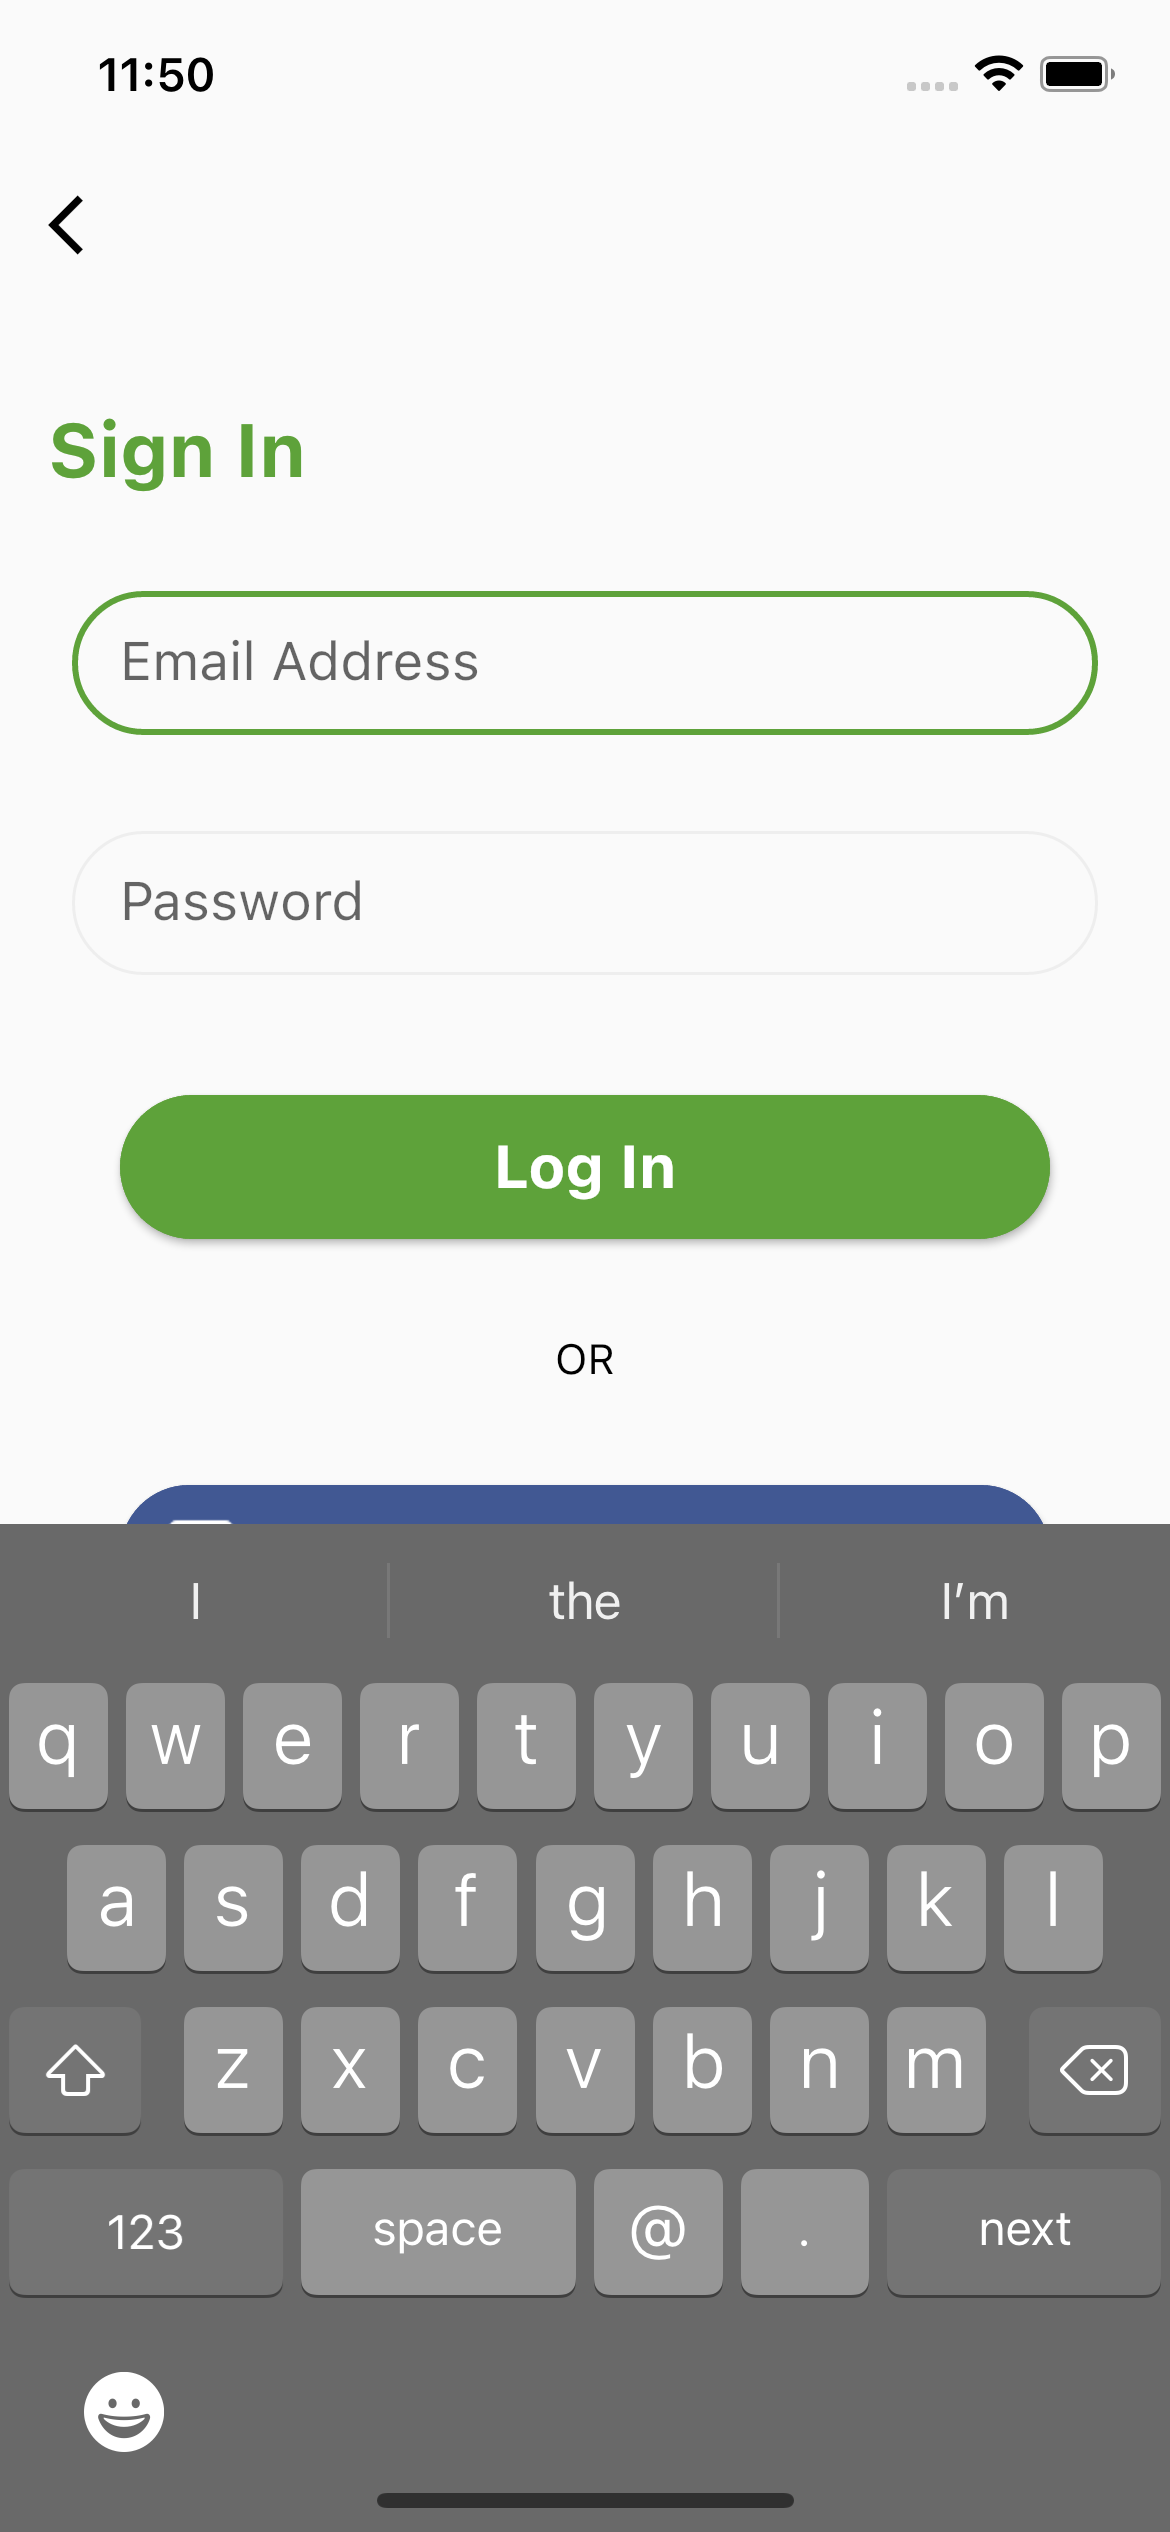 11:50
Sign In
Email Address
Password
Log In
OR
I the I’m
q w e r t y u i o p
a s d f g h j k l
z x c v b n m
123 space @ . next